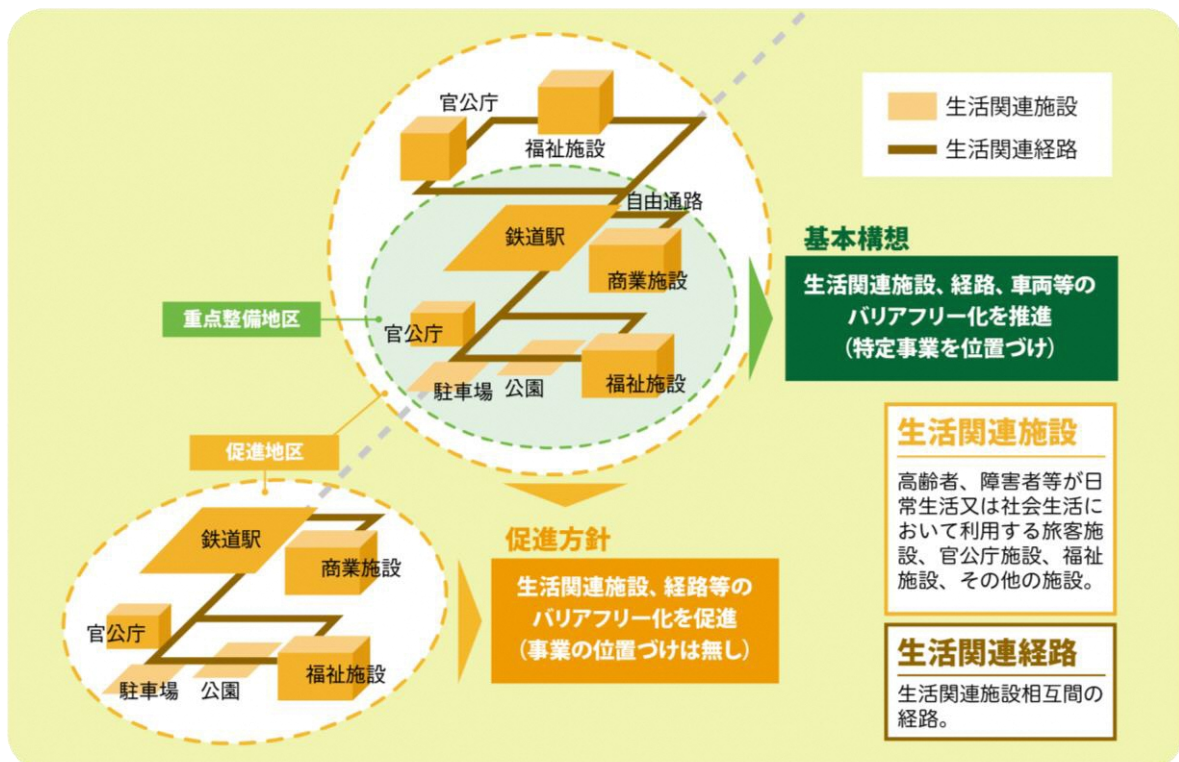 官公庁
福祉施設
生活関連施設
生活関連経路
自由通路
鉄道駅
商業施設
重点整備地区
官公庁
駐車場
公園
福祉施設
基本構想
生活関連施設、経路、車両等の
バリアフリー化を推進
（特定事業を位置づけ）
促進地区
鉄道駅
商業施設
官公庁
駐車場
公園
福祉施設
促進方針
生活関連施設、経路等の
バリアフリー化を促進
（事業の位置づけは無し）
生活関連施設
高齢者、障害者等が日
常生活又は社会生活に
おいて利用する旅客施
設、官公庁施設、福祉
施設、その他の施設。
生活関連経路
生活関連施設相互間の
経路。